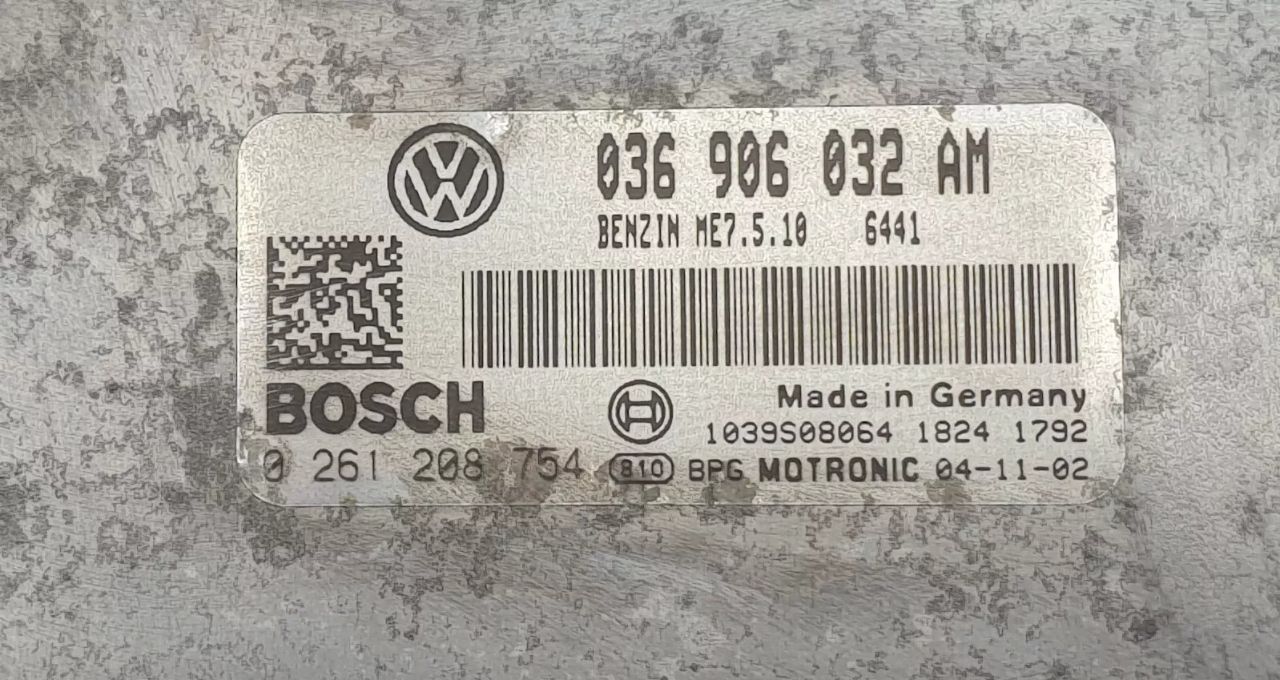 036 906 032 AM
BENZIN ME7.5.10 6441
BOSCH
Made in Germany
1039S08064 1824 1792
0 261 208 754 810 BPG MOTRONIC 04-11-02